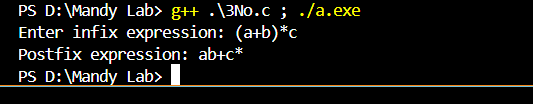 PS D:\Mandy Lab> g++ .\3No.c ; ./a.exe
Enter infix expression: (a+b)*c
Postfix expression: ab+c*
PS D:\Mandy Lab>